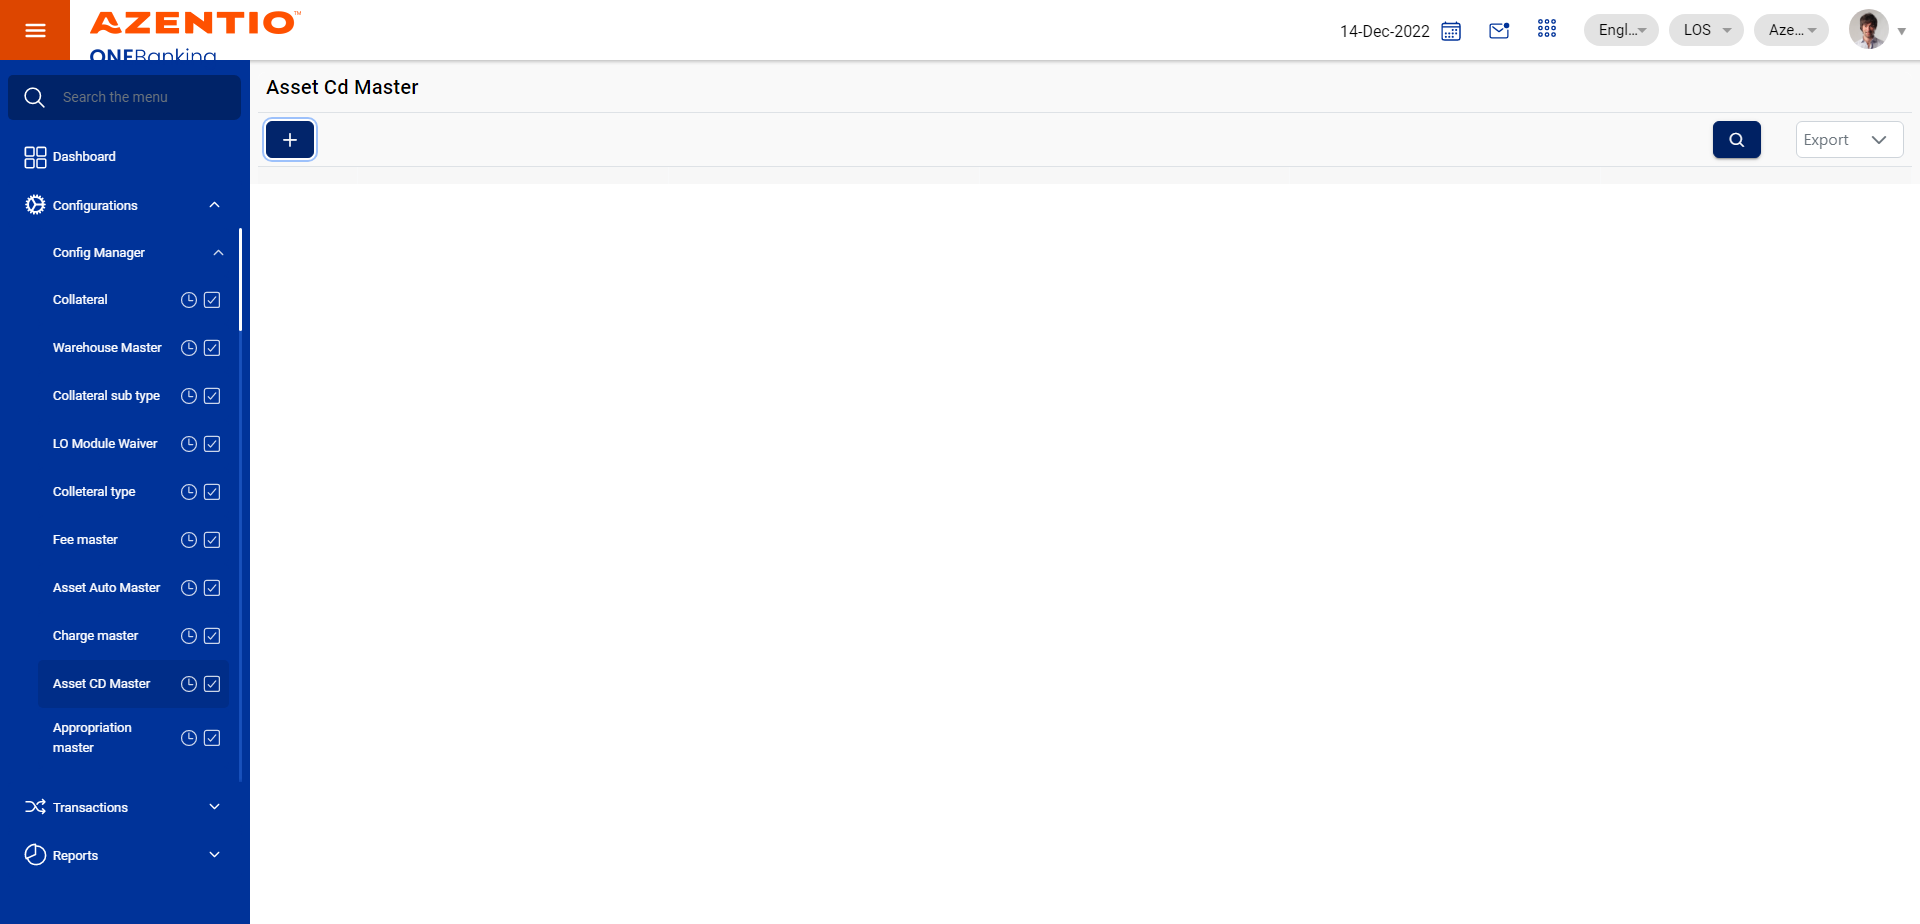 AZENTIO™
ONEBanking
14-Dec-2022
Engl...
LOS
Aze...
Search the menu
Dashboard
Configurations
Config Manager
Collateral
Warehouse Master
Collateral sub type
LO Module Waiver
Colleteral type
Fee master
Asset Auto Master
Charge master
Asset CD Master
Appropriation
master
Transactions
Reports
Asset Cd Master
Export